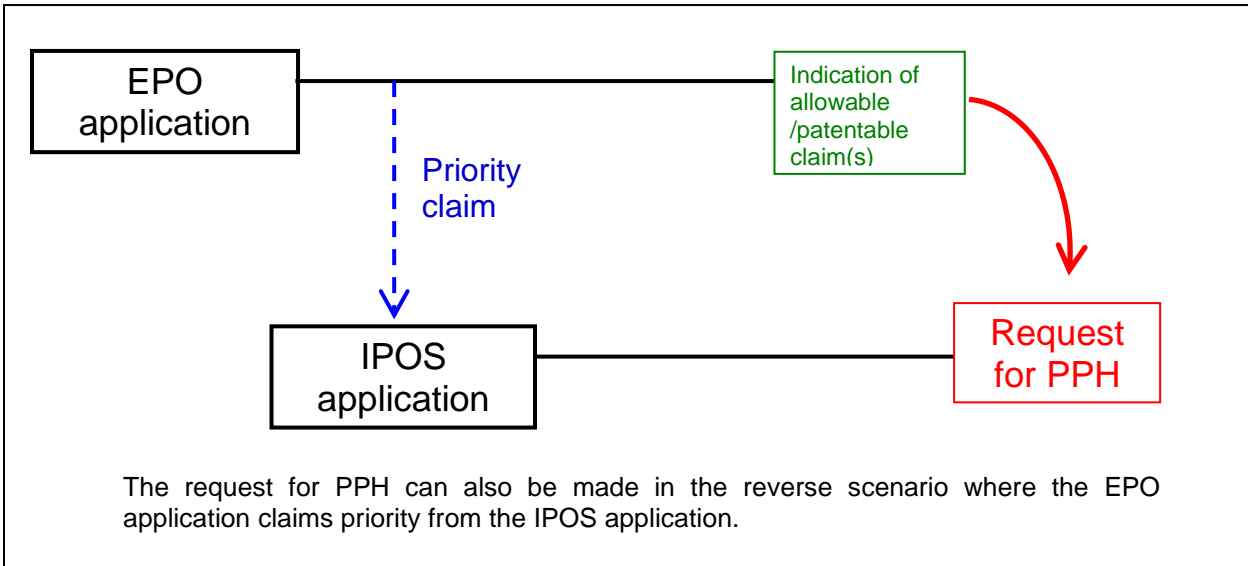 EPO
application
Indication of
allowable
/patentable
claim(s)
Priority
claim
IPOS
application
Request
for PPH
The request for PPH can also be made in the reverse scenario where the EPO
application claims priority from the IPOS application.